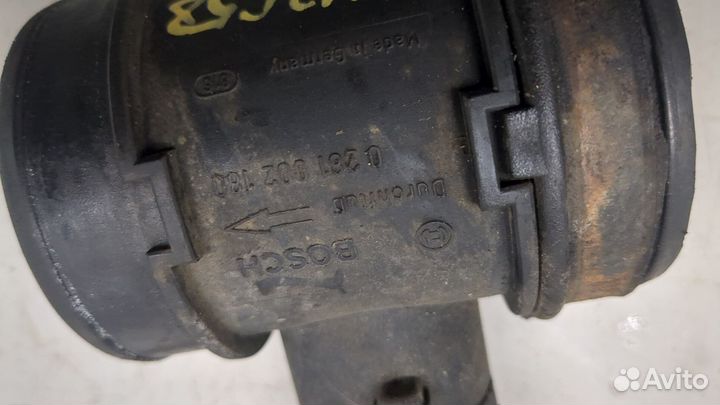 BOSCH
Durchfluß
0 281 002 180
Made in Germany
Avito